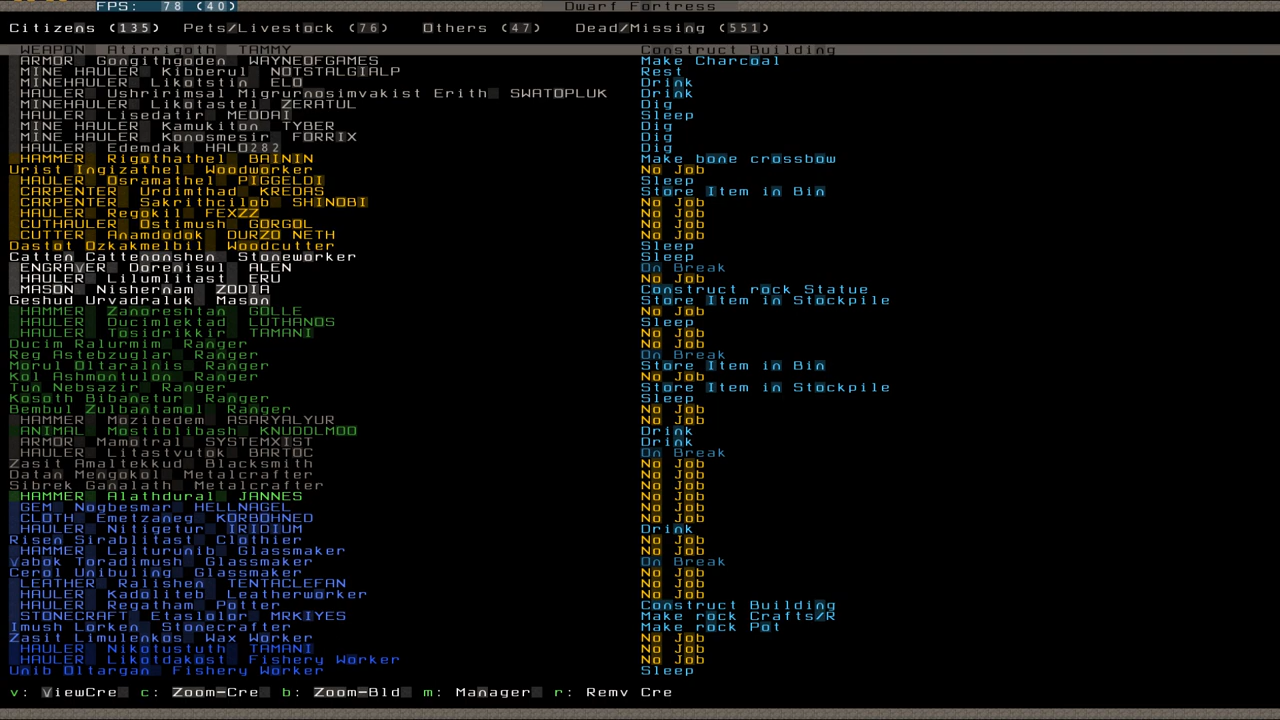 FPS: 78 (40) Dwarf Fortress
Citizens (135) Pets/Livestock (76) Others (47) Dead/Missing (551)
WEAPON Atirrigoth TAMMY Construct Building
ARMOR Gongithgoden WAYNEOFGAMES Make Charcoal
MINE HAULER Kibberul NOTSTALGIALP Rest
MINEHAULER Likotstin ELO Drink
HAULER Ushririmsal Migrurnosimvakist Erith SWATOPLUK Drink
MINEHAULER Likotastel ZERATUL Dig
HAULER Lisedatir MEODAI Sleep
MINE HAULER Kamukiton TYBER Dig
MINE HAULER Konosmesir FORRIX Dig
HAULER Edemdak HALO282 Dig
HAMMER Rigothathel BAININ Make bone crossbow
Urist Ingizathel Woodworker No Job
HAULER Osramathel PIGGELDI Sleep
CARPENTER Urdimthad KREDAS Store Item in Bin
CARPENTER Sakrithcilob SHINOBI No Job
HAULER Regokil FEXZZ No Job
CUTHAULER Ostimush GORGOL No Job
CUTTER Anamdodok DURZO NETH No Job
Dastot Ozkakmelbil Woodcutter Sleep
Catten Cattenonshen Stoneworker Sleep
ENGRAVER Dorenisul ALEN On Break
HAULER Lilumlitast ERU No Job
MASON Nishernam ZODIA Construct rock Statue
Geshud Urvadraluk Mason Store Item in Stockpile
HAMMER Zanoreshtan GOLLE No Job
HAULER Ducimlektad LUTHANOS Sleep
HAULER Tosidrikkir TAMANI No Job
Ducim Ralurmim Ranger No Job
Reg Astebzuglar Ranger On Break
Morul Oltaralnis Ranger Store Item in Bin
Kol Ashmontulon Ranger No Job
Tun Nebsazir Ranger Store Item in Stockpile
Kosoth Bibanetur Ranger Sleep
Bembul Zulbantamol Ranger No Job
HAMMER Mozibedem ASARYALYUR No Job
ANIMAL Mostiblibash KNUDDLMOO Drink
ARMOR Mamotral SYSTEMXIST Drink
HAULER Litastvutok BARTOC On Break
Zasit Amaltekkud Blacksmith No Job
Datan Mengokol Metalcrafter No Job
Sibrek Ganalath Metalcrafter No Job
HAMMER Alathdural JANNES No Job
GEM Nogbesmar HELLNAGEL No Job
CLOTH Emetzaneg KORBOHNED No Job
HAULER Nitigetur IRIDIUM Drink
Risen Sirablitast Clothier No Job
HAMMER Lalturunib Glassmaker No Job
Vabok Toradimush Glassmaker On Break
Cerol Unibuling Glassmaker No Job
LEATHER Ralishen TENTACLEFAN No Job
HAULER Kadoliteb Leatherworker No Job
HAULER Regatham Potter Construct Building
STONECRAFT Etaslolor MRKIYES Make rock Crafts/R
Imush Lorken Stonecrafter Make rock Pot
Zasit Limulenkos Wax Worker No Job
HAULER Nikotustuth TAMANI No Job
HAULER Likotdakost Fishery Worker No Job
Unib Oltargan Fishery Worker Sleep
v: ViewCre c: Zoom-Cre b: Zoom-Bld m: Manager r: Remv Cre